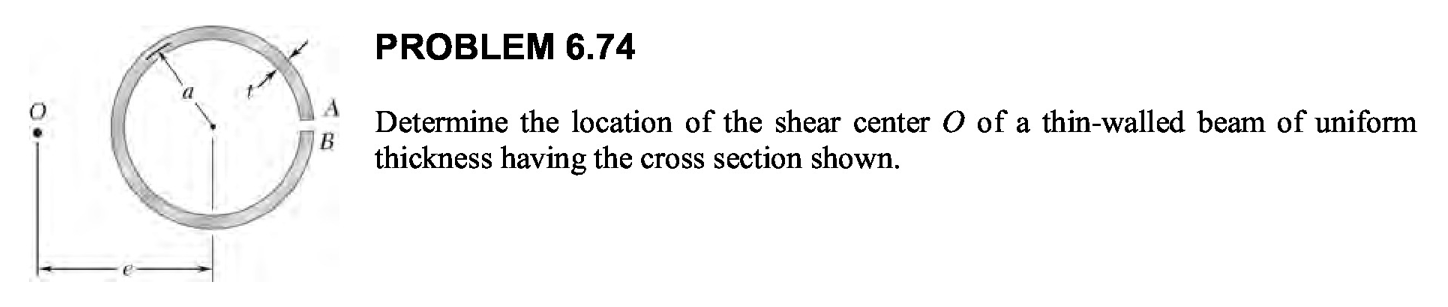 PROBLEM 6.74
Determine the location of the shear center O of a thin-walled beam of uniform
thickness having the cross section shown.
O
a
t
A
B
e